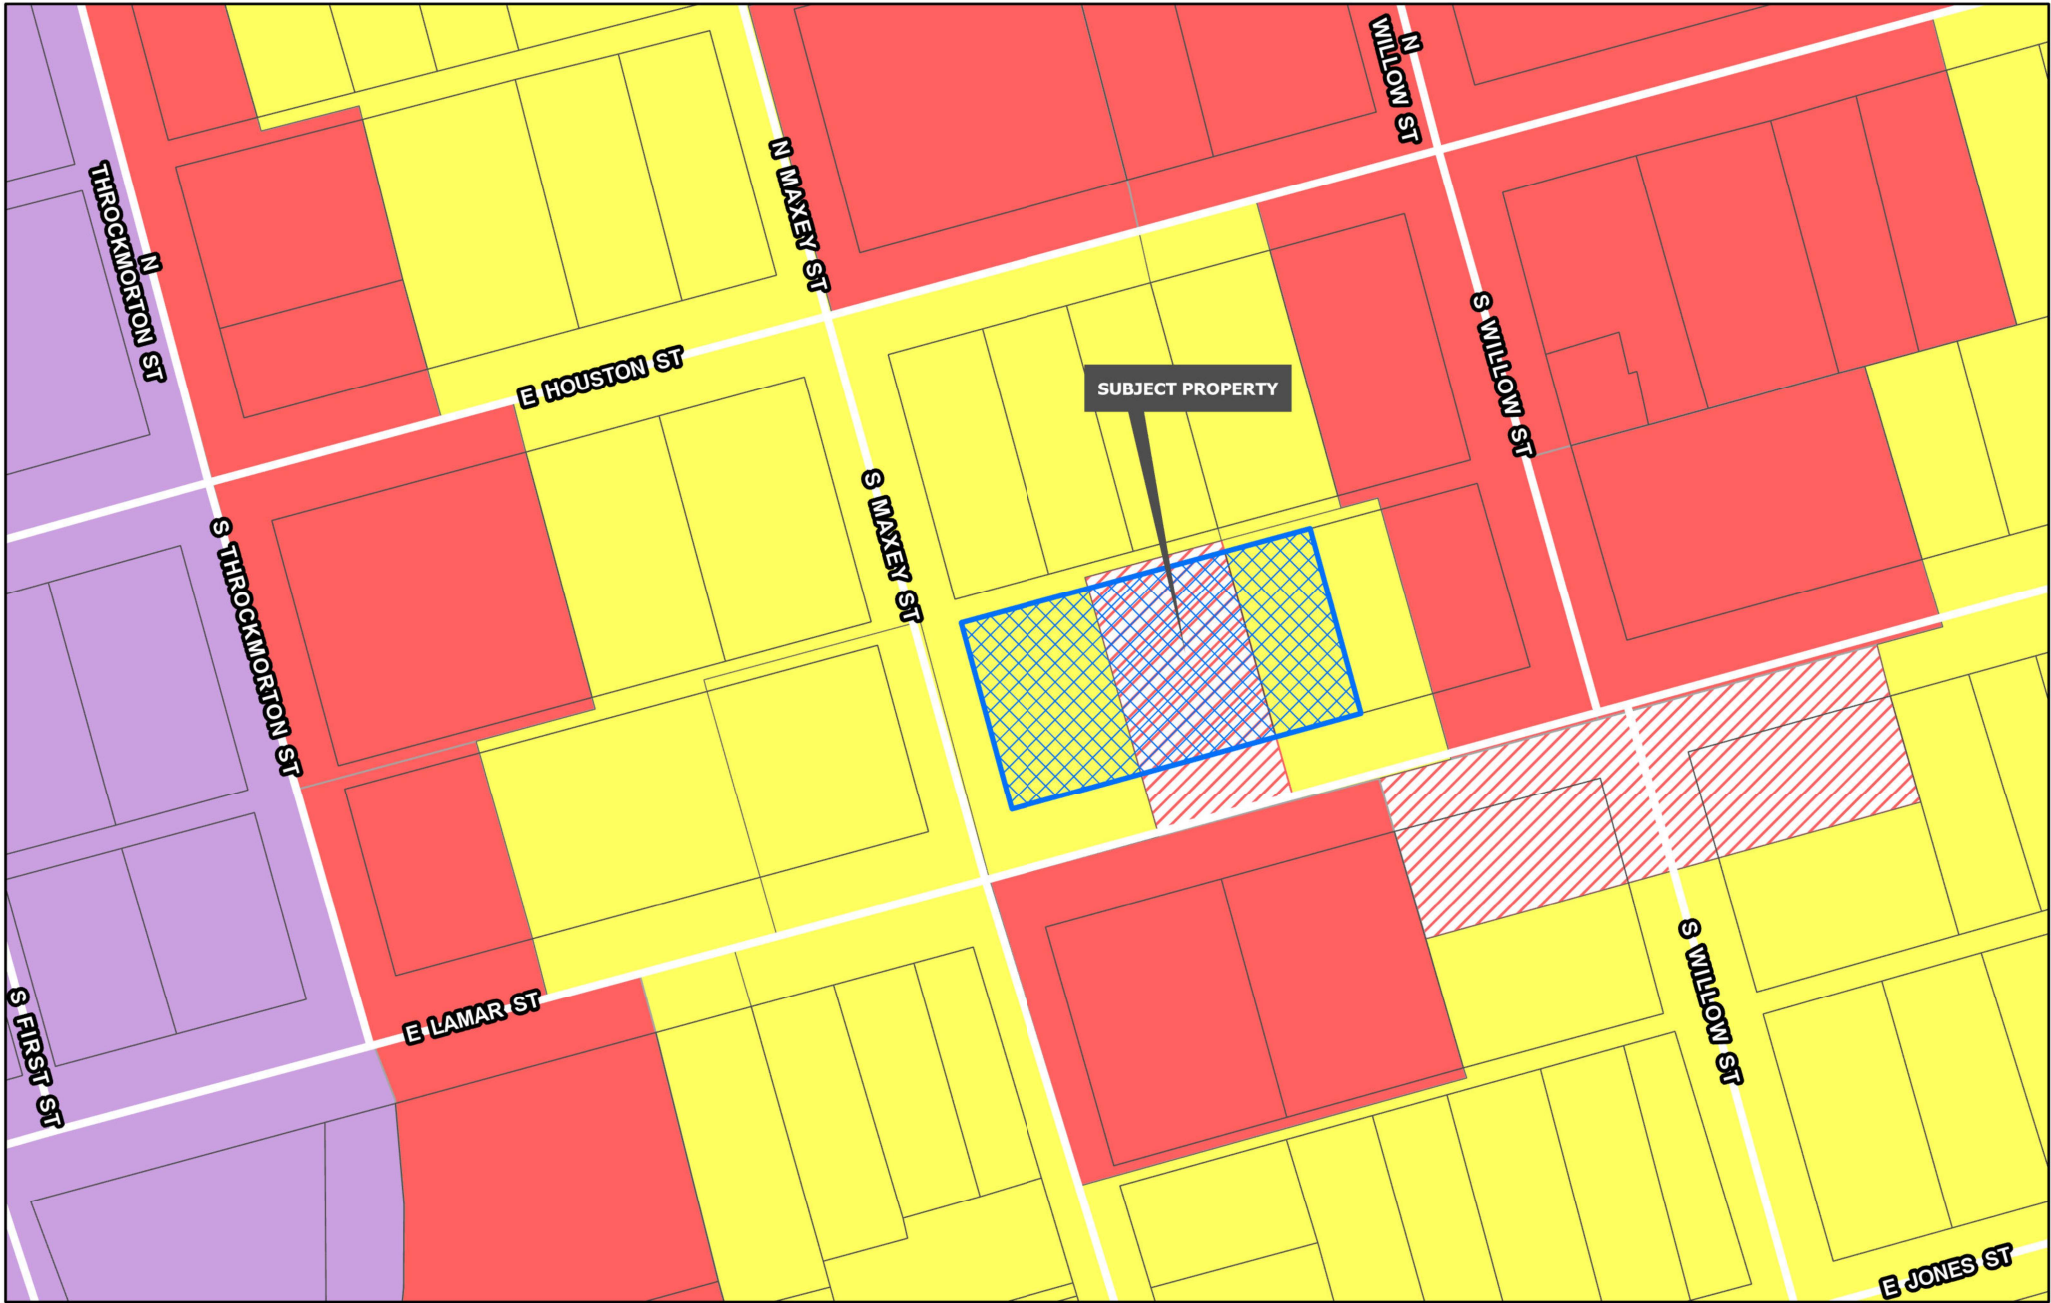 N
WILLOW ST
N MAXEY ST
N
THROCKMORTON ST
S WILLOW ST
E HOUSTON ST
SUBJECT PROPERTY
S MAXEY ST
S THROCKMORTON ST
S WILLOW ST
E LAMAR ST
S FIRST ST
E JONES ST